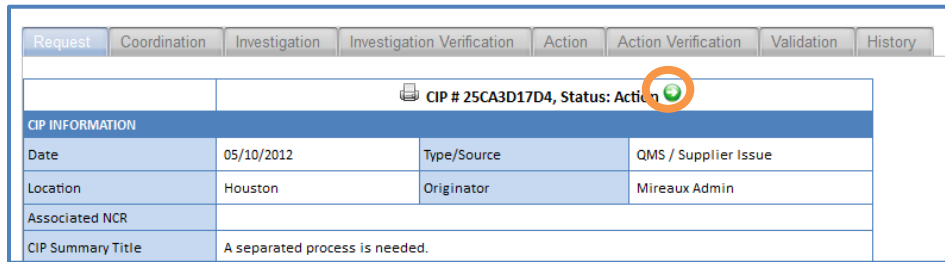 Request Coordination Investigation Investigation Verification Action Action Verification Validation History
CIP # 25CA3D17D4, Status: Action
CIP INFORMATION
Date 05/10/2012 Type/Source QMS / Supplier Issue
Location Houston Originator Mireaux Admin
Associated NCR
CIP Summary Title A separated process is needed.